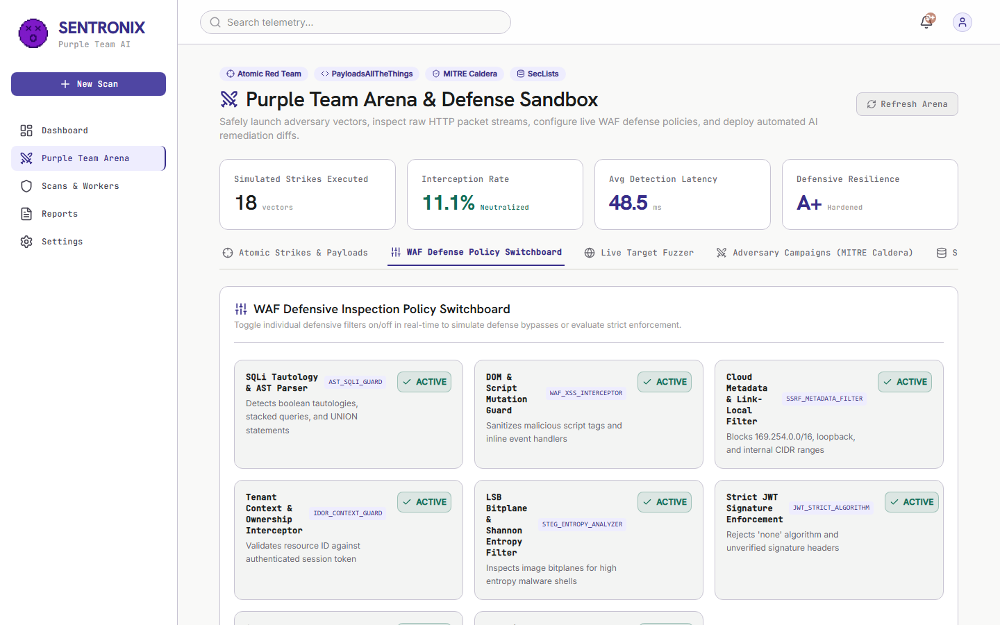 SENTRONIX
Purple Team AI
New Scan
Dashboard
Purple Team Arena
Scans & Workers
Reports
Settings
Search telemetry...
Atomic Red Team
PayloadsAllTheThings
MITRE Caldera
SecLists
Purple Team Arena & Defense Sandbox
Safely launch adversary vectors, inspect raw HTTP packet streams, configure live WAF defense policies, and deploy automated AI
remediation diffs.
Refresh Arena
Simulated Strikes Executed
18 vectors
Interception Rate
11.1% Neutralized
Avg Detection Latency
48.5 ms
Defensive Resilience
A+ Hardened
Atomic Strikes & Payloads
WAF Defense Policy Switchboard
Live Target Fuzzer
Adversary Campaigns (MITRE Caldera)
S
WAF Defensive Inspection Policy Switchboard
Toggle individual defensive filters on/off in real-time to simulate defense bypasses or evaluate strict enforcement.
SQLi Tautology
& AST Parser
AST_SQLI_GUARD
ACTIVE
Detects boolean tautologies,
stacked queries, and UNION
statements
DOM &
Script
Mutation
Guard
WAF_XSS_INTERCEPTOR
ACTIVE
Sanitizes malicious script tags and
inline event handlers
Cloud
Metadata
& Link-
Local
Filter
SSRF_METADATA_FILTER
ACTIVE
Blocks 169.254.0.0/16, loopback,
and internal CIDR ranges
Tenant
Context &
Ownership
Interceptor
IDOR_CONTEXT_GUARD
ACTIVE
Validates resource ID against
authenticated session token
LSB
Bitplane
&
Shannon
Entropy
Filter
STEG_ENTROPY_ANALYZER
ACTIVE
Inspects image bitplanes for high
entropy malware shells
Strict JWT
Signature
Enforcement
JWT_STRICT_ALGORITHM
ACTIVE
Rejects 'none' algorithm and
unverified signature headers